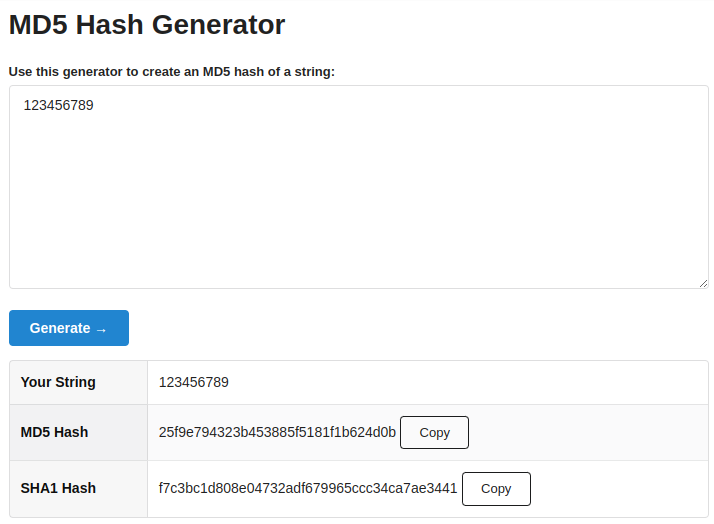 MD5 Hash Generator
Use this generator to create an MD5 hash of a string:
123456789
Generate →
Your String 123456789
MD5 Hash 25f9e794323b453885f5181f1b624d0b Copy
SHA1 Hash f7c3bc1d808e04732adf679965ccc34ca7ae3441 Copy